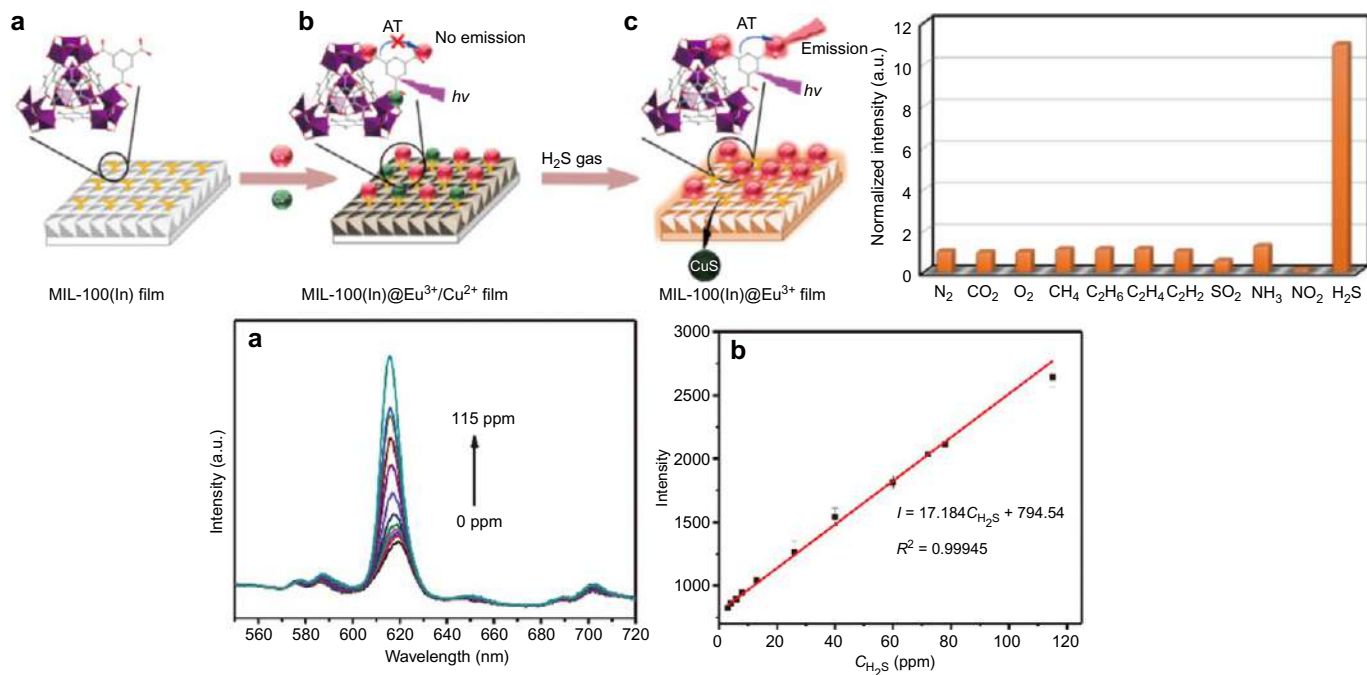 a
b
c
AT
No emission
hv
AT
Emission
hv
H₂S gas
CuS
MIL-100(In) film
MIL-100(In)@Eu³⁺/Cu²⁺ film
MIL-100(In)@Eu³⁺ film
Normalized intensity (a.u.)
12
10
8
6
4
2
0
N₂ CO₂ O₂ CH₄ C₂H₆ C₂H₄ C₂H₂ SO₂ NH₃ NO₂ H₂S
a
Intensity (a.u.)
115 ppm
0 ppm
560 580 600 620 640 660 680 700 720
Wavelength (nm)
b
Intensity
3000
2500
2000
1500
1000
I = 17.184C_H₂S + 794.54
R² = 0.99945
0 20 40 60 80 100 120
C_H₂S (ppm)